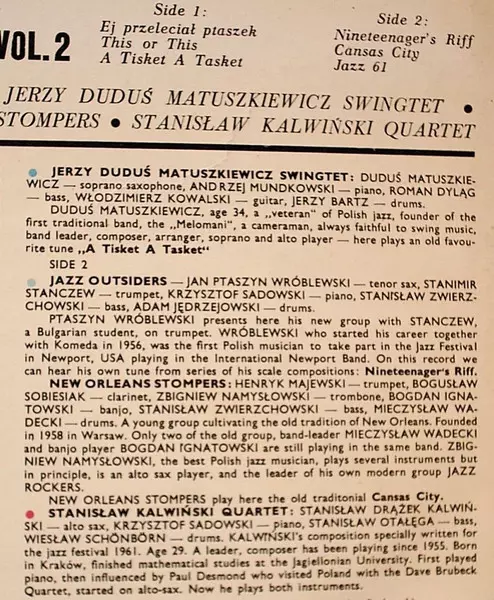 VOL. 2
Side 1:
Ej przeleciał ptaszek
This or This
A Tisket A Tasket
Side 2:
Nineteenager's Riff
Cansas City
Jazz 61
JERZY DUDUŚ MATUSZKIEWICZ SWINGTET •
STOMPERS • STANISŁAW KALWIŃSKI QUARTET
• JERZY DUDUŚ MATUSZKIEWICZ SWINGTET: DUDUŚ MATUSZKIE-
WICZ — soprano saxophone, ANDRZEJ MUNDKOWSKI — piano, ROMAN DYLĄG
— bass, WŁODZIMIERZ KOWALSKI — guitar, JERZY BARTZ — drums.
DUDUŚ MATUSZKIEWICZ, age 34, a „veteran" of Polish jazz, founder of the
first traditional band, the „Melomani", a cameraman, always faithful to swing music,
band leader, composer, arranger, soprano and alto player — here plays an old favou-
rite tune „A Tisket A Tasket"
SIDE 2
• JAZZ OUTSIDERS — JAN PTASZYN WRÓBLEWSKI — tenor sax, STANIMIR
STANCZEW — trumpet, KRZYSZTOF SADOWSKI — piano, STANISŁAW ZWIERZ-
CHOWSKI — bas, ADAM JĘDRZEJOWSKI — drums.
PTASZYN WRÓBLEWSKI presents here his new group with STANCZEW,
a Bulgarian student, on trumpet. WRÓBLEWSKI who started his career together
with Komeda in 1956, was the first Polish musician to take part in the Jazz Festival
in Newport, USA playing in the International Newport Band. On this record we
can hear his own tune from series of his scale compositions: Nineteenager's Riff.
NEW ORLEANS STOMPERS: HENRYK MAJEWSKI — trumpet, BOGUSŁAW
SOBIESIAK — clarinet, ZBIGNIEW NAMYSŁOWSKI — trombone, BOGDAN IGNA-
TOWSKI — banjo, STANISŁAW ZWIERZCHOWSKI — bass, MIECZYSŁAW WA-
DECKI — drums. A young group cultivating the old tradition of New Orleans. Founded
in 1958 in Warsaw. Only two of the old group, band-leader MIECZYSŁAW WADECKI
and banjo player BOGDAN IGNATOWSKI are still playing in the same band. ZBIG-
NIEW NAMYSŁOWSKI, the best Polish jazz musician, plays several instruments but
in principle, is an alto sax player, and the leader of his own modern group JAZZ
ROCKERS.
NEW ORLEANS STOMPERS play here the old traditonial Cansas City.
• STANISŁAW KALWIŃSKI QUARTET: STANISŁAW DRĄŻEK KALWIŃ-
SKI — alto sax, KRZYSZTOF SADOWSKI — piano, STANISŁAW OTAŁĘGA — bass,
WIESŁAW SCHÖNBÖRN — drums. KALWIŃSKI's composition specially written for
the jazz festival 1961. Age 29. A leader, composer has been playing since 1955. Born
in Kraków, finished mathematical studies at the Jagiellonian University. First played
piano, then influenced by Paul Desmond who visited Poland with the Dave Brubeck
Quartet, started on alto-sax. Now he plays both instruments.